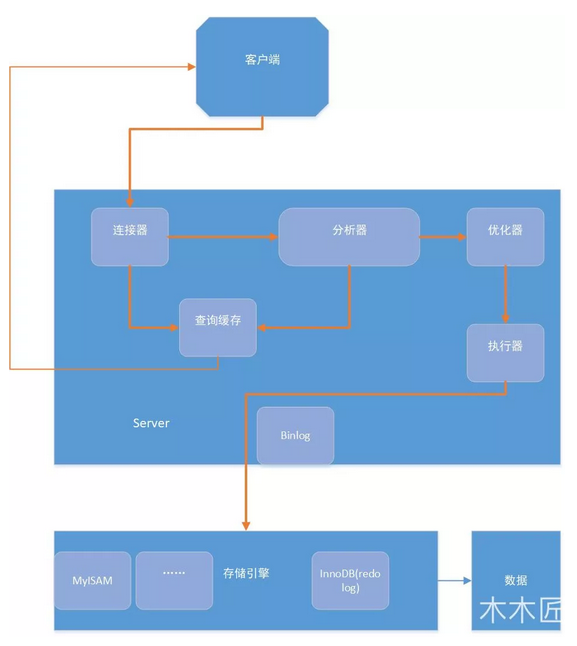 客户端
连接器
分析器
优化器
查询缓存
执行器
Server
Binlog
MyISAM
......
存储引擎
InnoDB(redo
log)
数据
木木匠